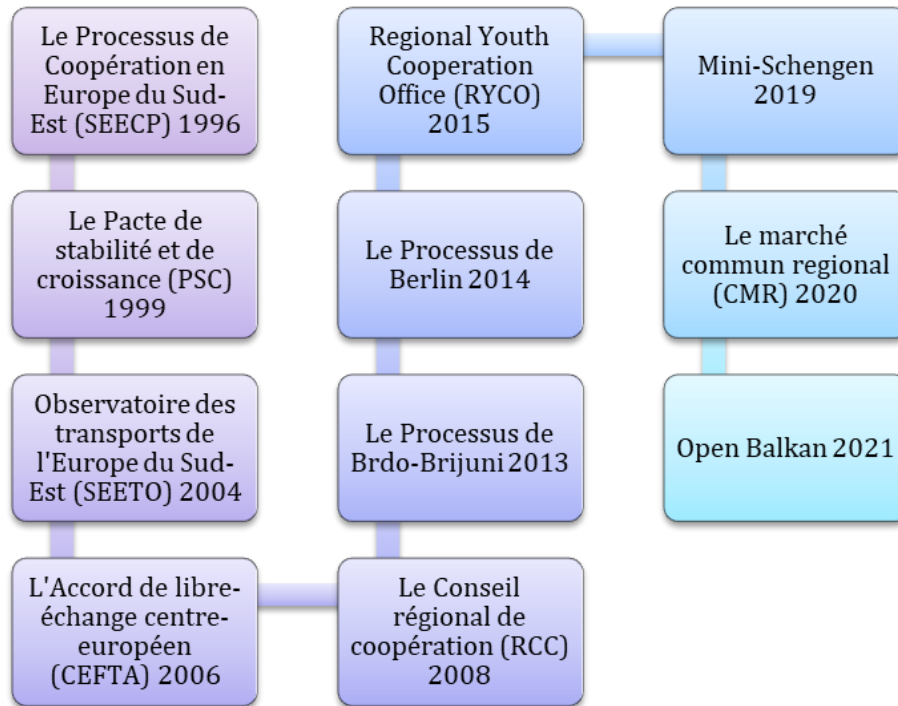 Le Processus de
Coopération en
Europe du Sud-
Est (SEECP) 1996
Le Pacte de
stabilité et de
croissance (PSC)
1999
Observatoire des
transports de
l'Europe du Sud-
Est (SEETO) 2004
L'Accord de libre-
échange centre-
européen
(CEFTA) 2006
Le Conseil
régional de
coopération (RCC)
2008
Le Processus de
Brdo-Brijuni 2013
Le Processus de
Berlin 2014
Regional Youth
Cooperation
Office (RYCO)
2015
Mini-Schengen
2019
Le marché
commun regional
(CMR) 2020
Open Balkan 2021